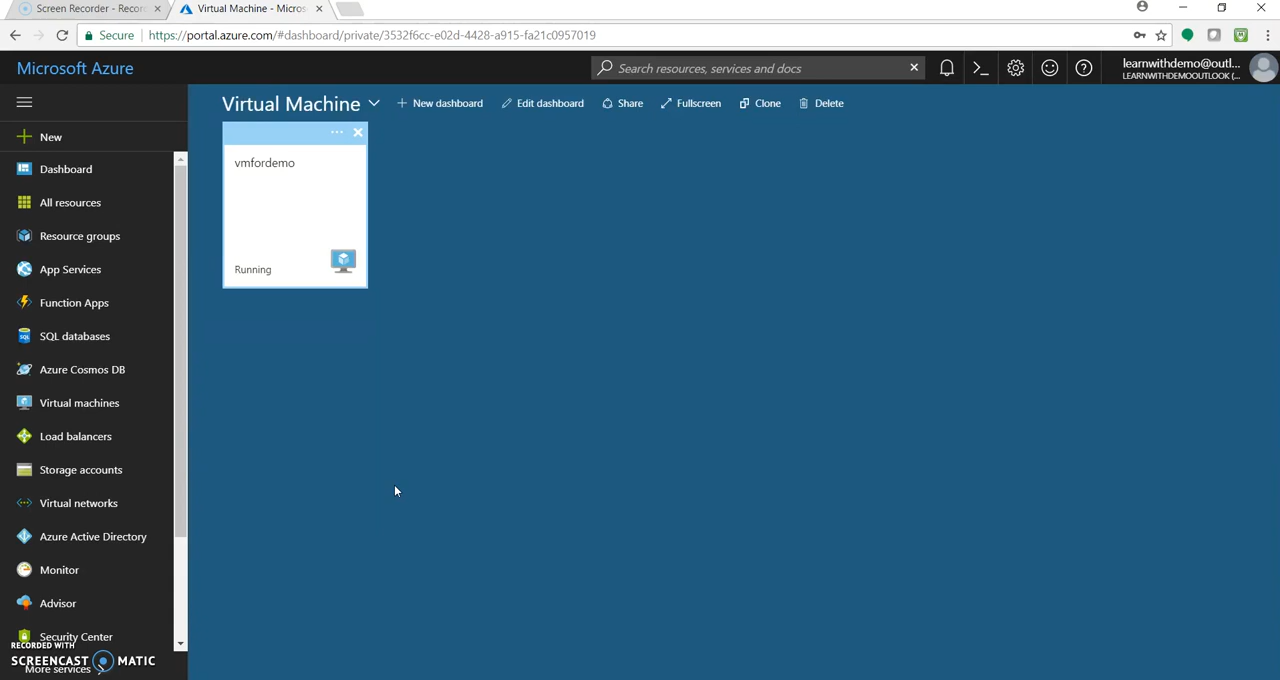 Screen Recorder - Recor
Virtual Machine - Micros
Secure
https://portal.azure.com/#dashboard/private/3532f6cc-e02d-4428-a915-fa21c0957019
Microsoft Azure
Search resources, services and docs
learnwithdemo@outl...
LEARNWITHDEMOOUTLOOK (...
Virtual Machine
New dashboard
Edit dashboard
Share
Fullscreen
Clone
Delete
New
Dashboard
All resources
Resource groups
App Services
Function Apps
SQL databases
Azure Cosmos DB
Virtual machines
Load balancers
Storage accounts
Virtual networks
Azure Active Directory
Monitor
Advisor
Security Center
More services
vmfordemo
Running
RECORDED WITH
SCREENCAST MATIC